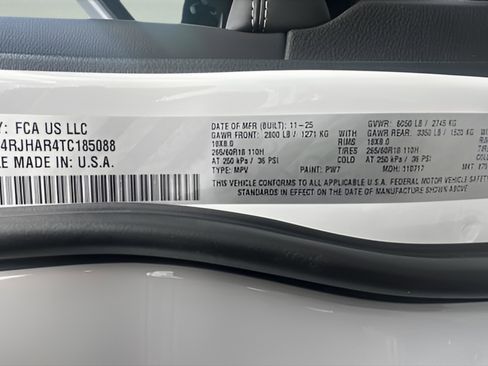 Y: FCA US LLC
4RJHAR4TC185088
LE MADE IN U.S.A.
DATE OF MFR (BUILT): 11-25
GAWR FRONT: 2800 LB / 1271 KG
18X8.0
265/60R18 110H
TIRES
COLD
AT 250 kPa / 36 PSI
TYPE: MPV
PAINT: PW7
GVWR: 6050 LB / 2745 KG
GAWR REAR: 3350 LB / 1520 KG
18X8.0
265/60R18 110H
TIRES
COLD
AT 250 kPa / 36 PSI
MDH: 110717
THIS VEHICLE CONFORMS TO ALL APPLICABLE U.S.A. FEDERAL MOTOR VEHICLE SAFETY
STANDARDS IN EFFECT ON THE DATE OF MANUFACTURE SHOWN